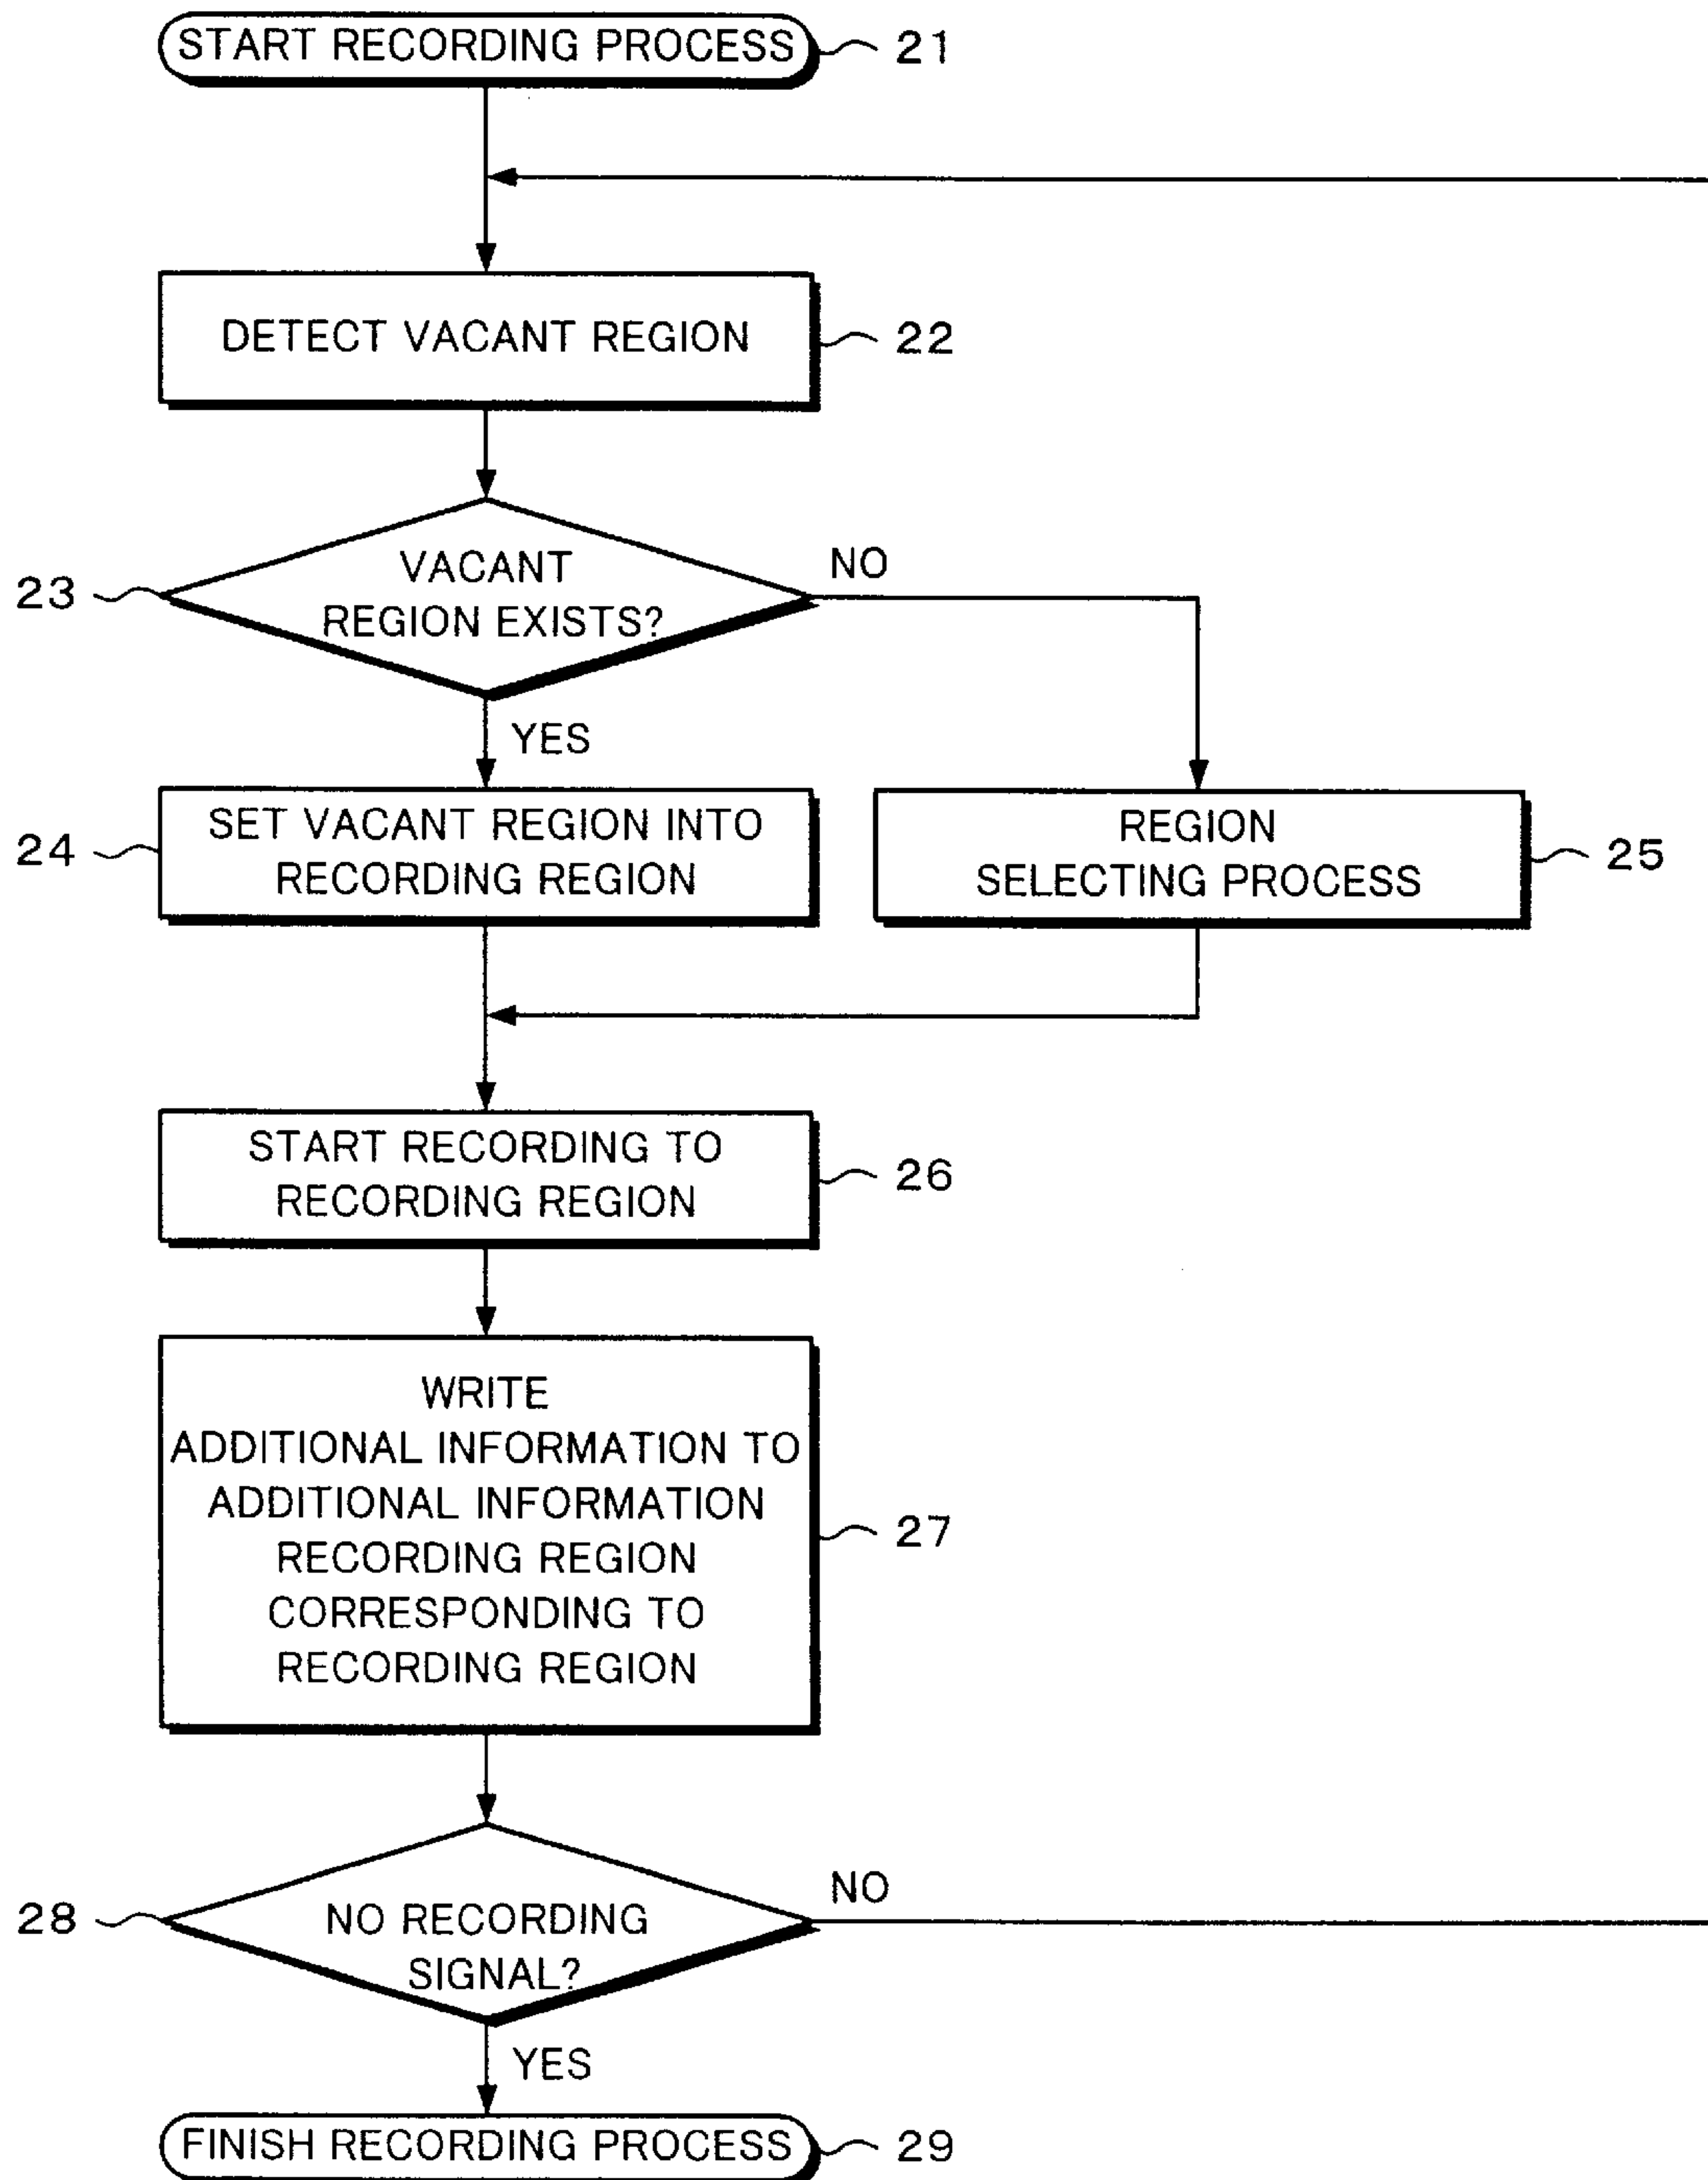 START RECORDING PROCESS 21
DETECT VACANT REGION 22
23
VACANT
REGION EXISTS?
NO
YES
24
SET VACANT REGION INTO
RECORDING REGION
REGION
SELECTING PROCESS
25
START RECORDING TO
RECORDING REGION
26
WRITE
ADDITIONAL INFORMATION TO
ADDITIONAL INFORMATION
RECORDING REGION
CORRESPONDING TO
RECORDING REGION
27
28
NO RECORDING
SIGNAL?
NO
YES
FINISH RECORDING PROCESS 29